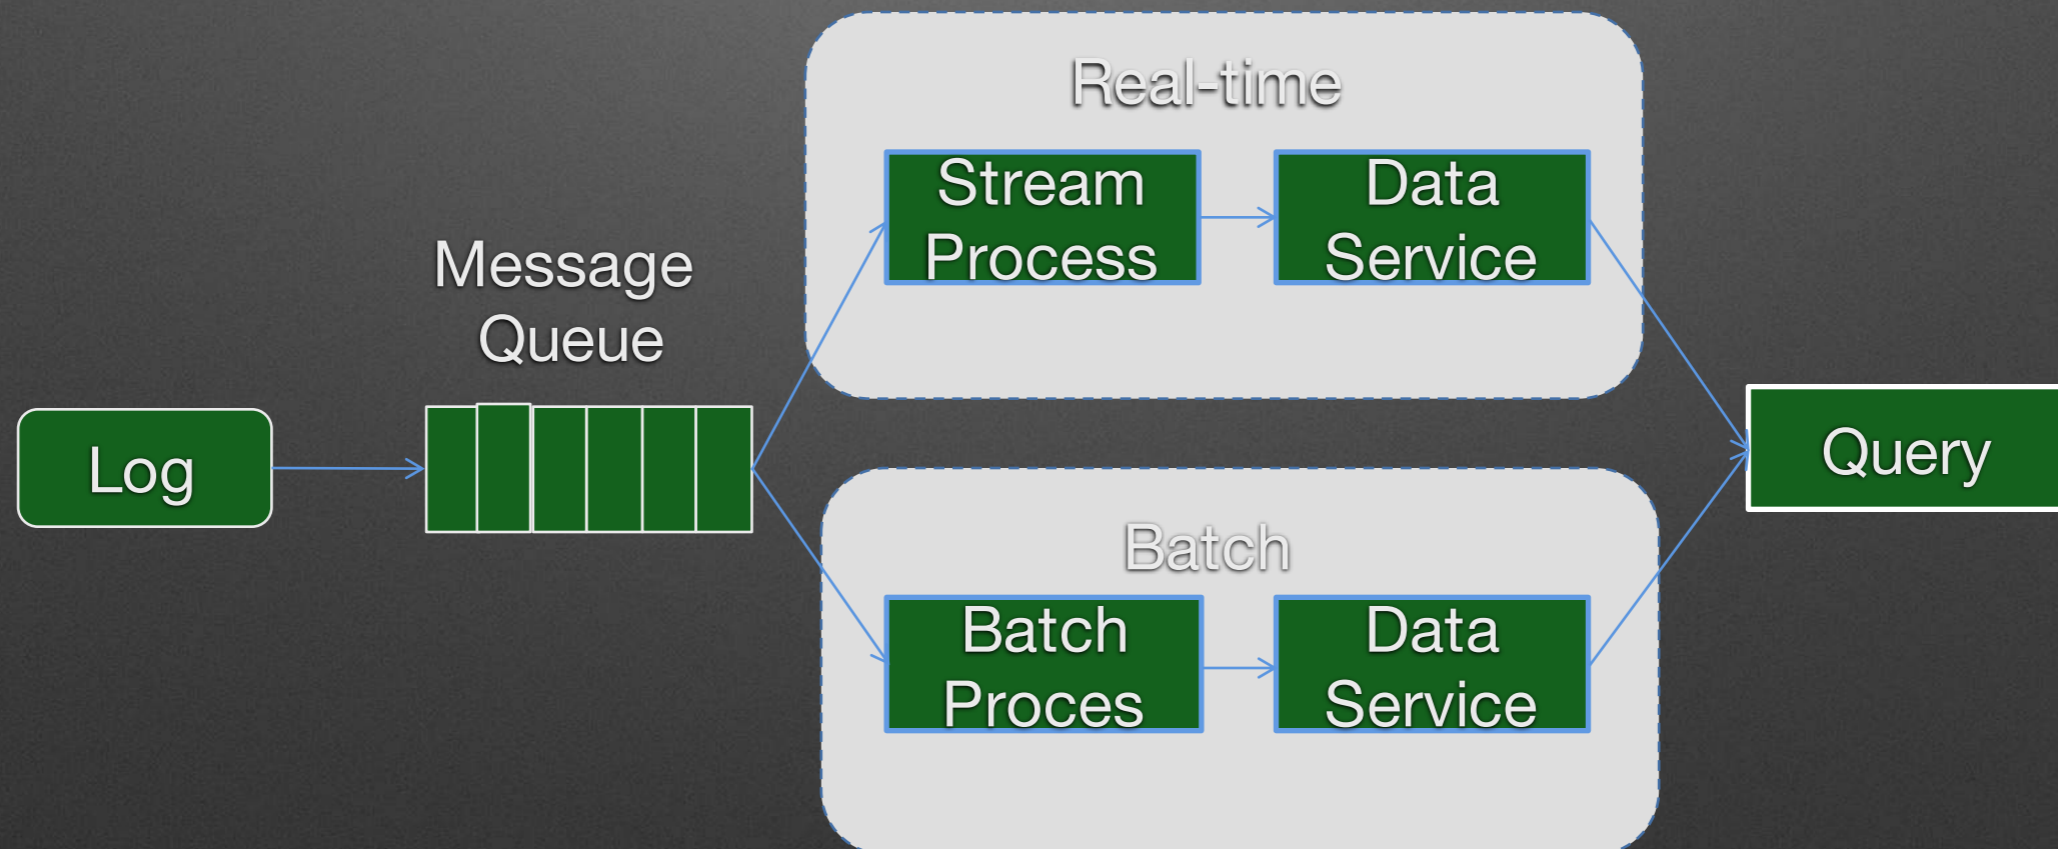 Real-time
Stream
Process
Data
Service
Message
Queue
Log
Query
Batch
Batch
Proces
Data
Service